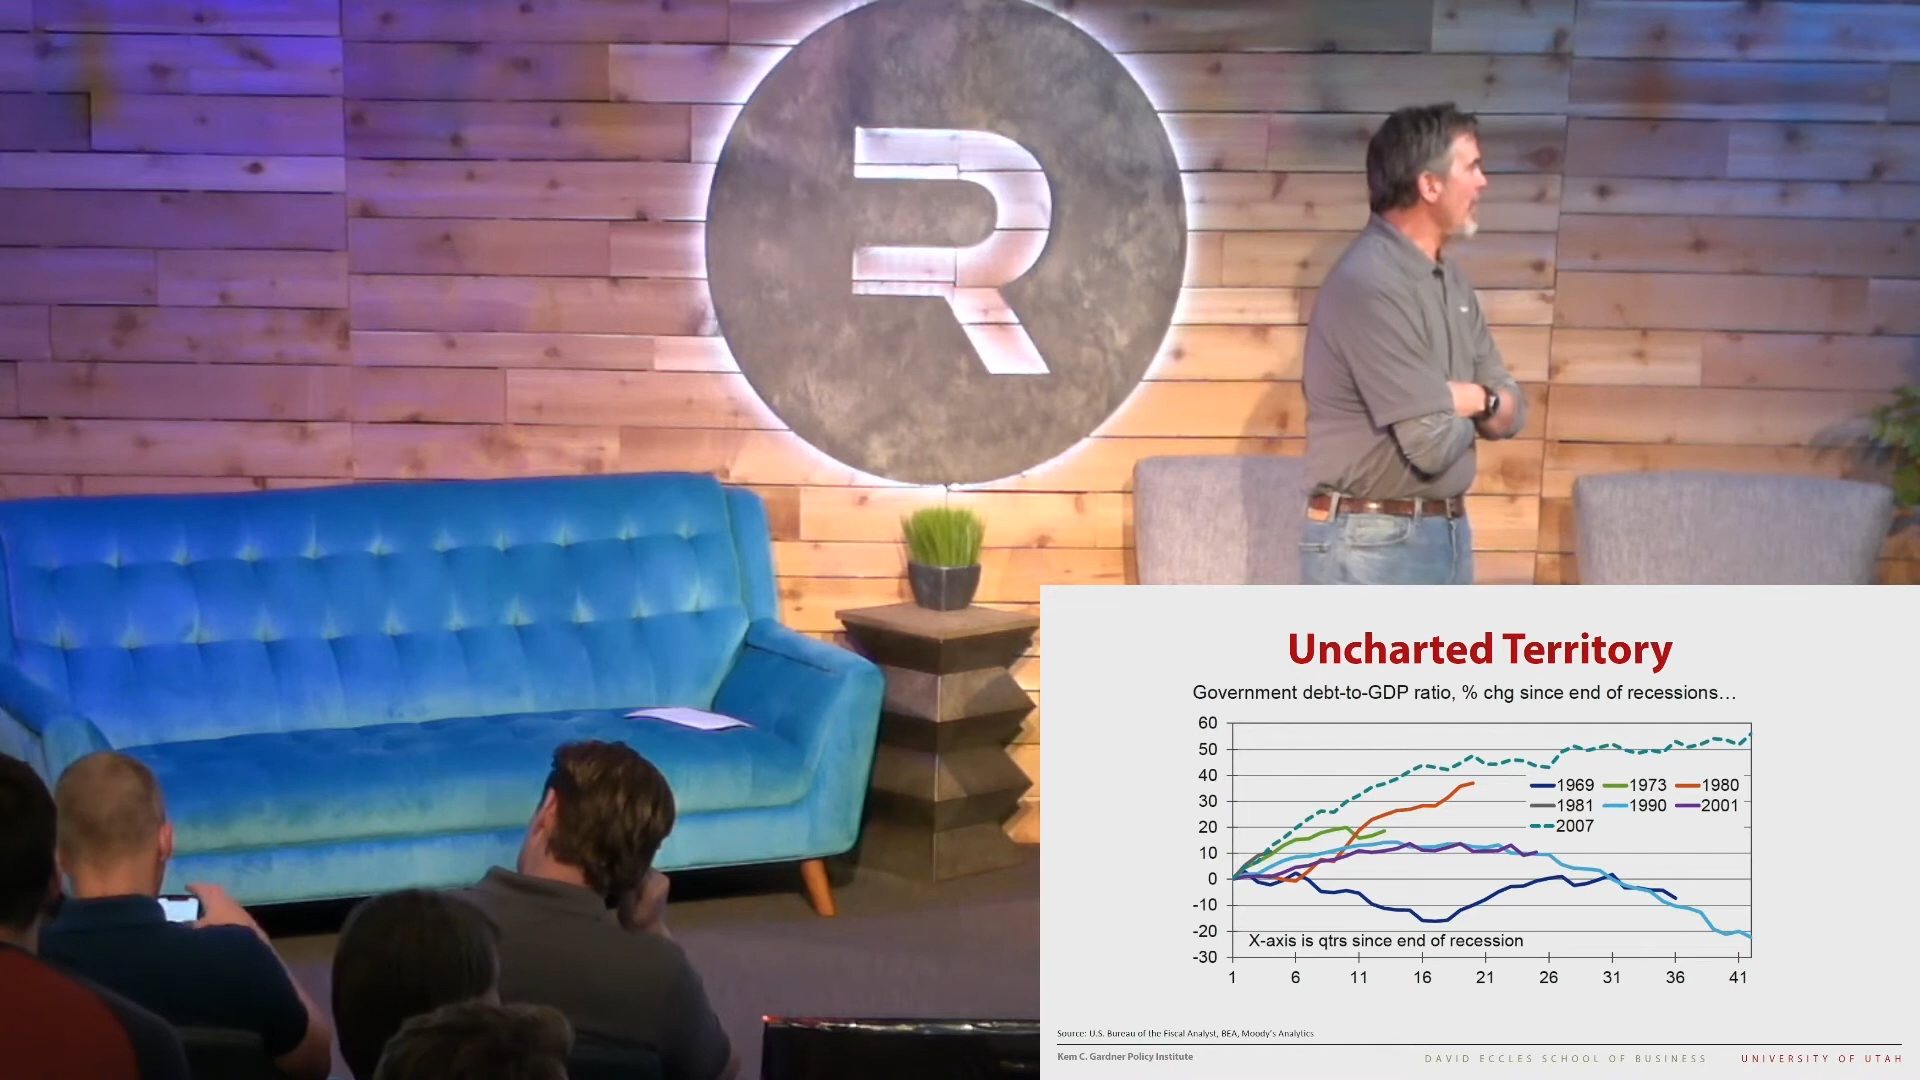 R
Uncharted Territory
Government debt-to-GDP ratio, % chg since end of recessions…
60
50
40
30
20
10
0
-10
-20
-30
1969 1973 1980
1981 1990 2001
2007
X-axis is qtrs since end of recession
1 6 11 16 21 26 31 36 41
Source: U.S. Bureau of the Fiscal Analyst, BEA, Moody's Analytics
Kem C. Gardner Policy Institute
DAVID ECCLES SCHOOL OF BUSINESS UNIVERSITY OF UTAH